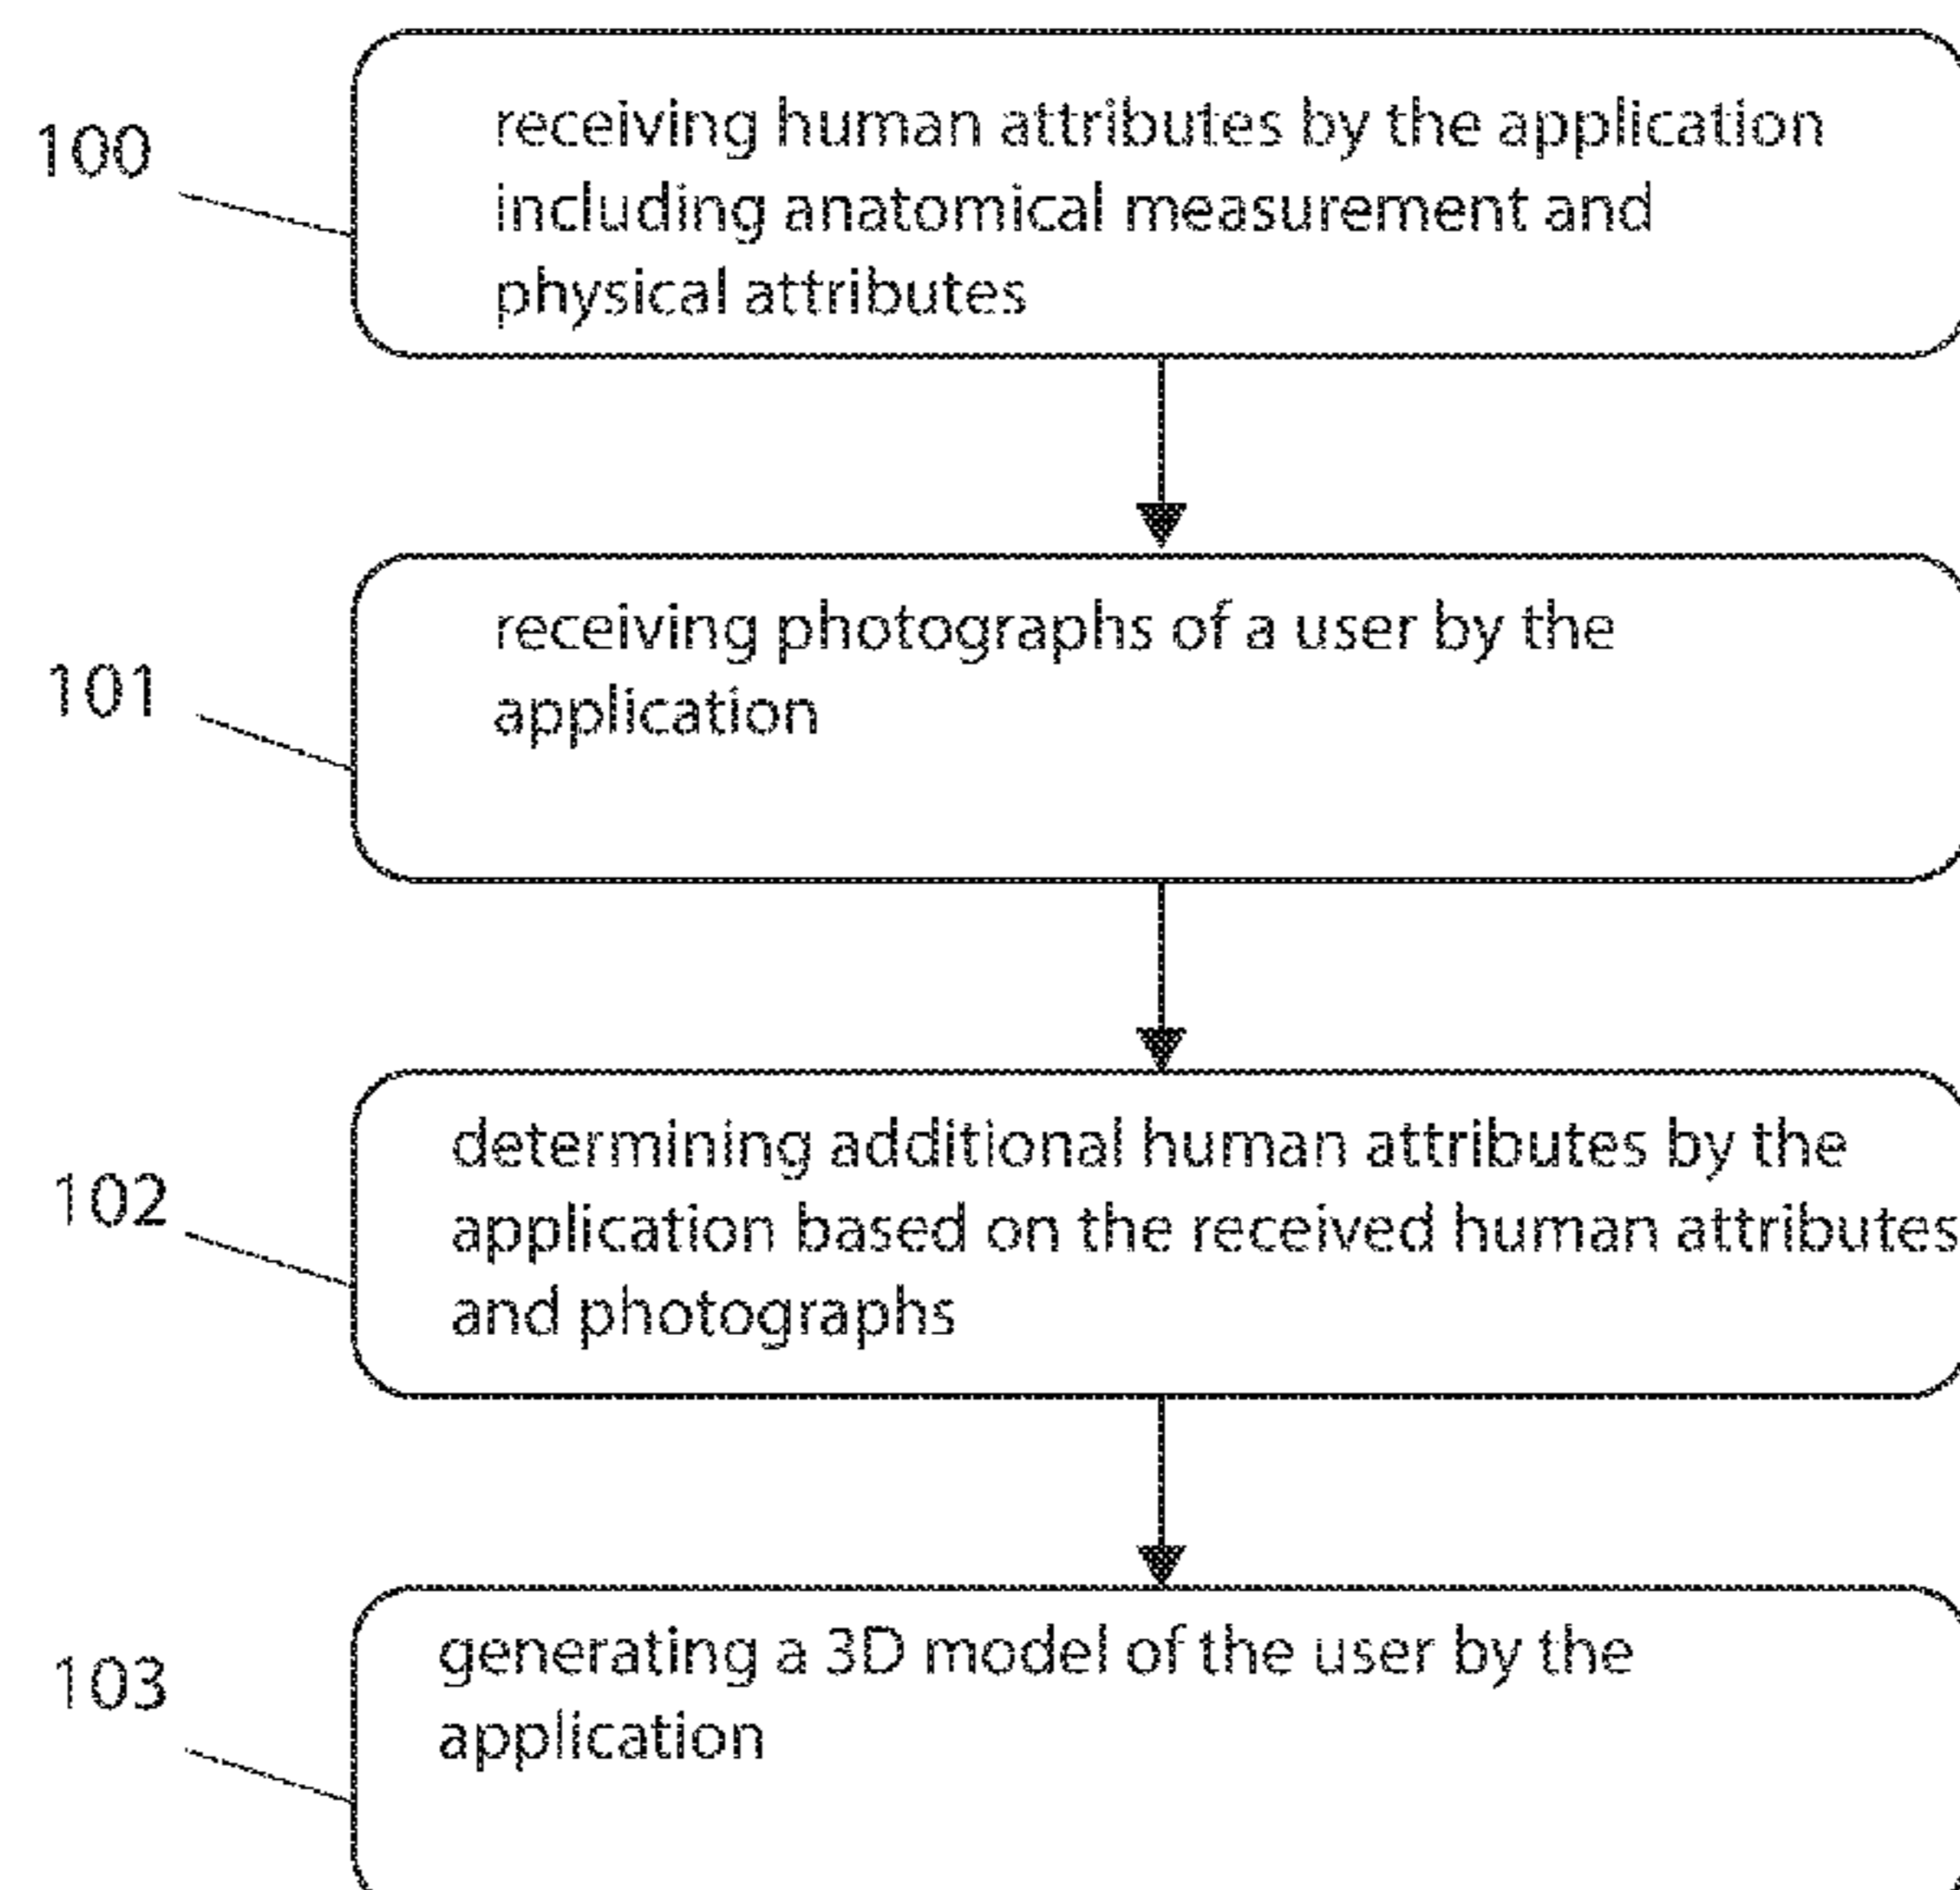 100
receiving human attributes by the application
including anatomical measurement and
physical attributes
101
receiving photographs of a user by the
application
102
determining additional human attributes by the
application based on the received human attributes
and photographs
103
generating a 3D model of the user by the
application